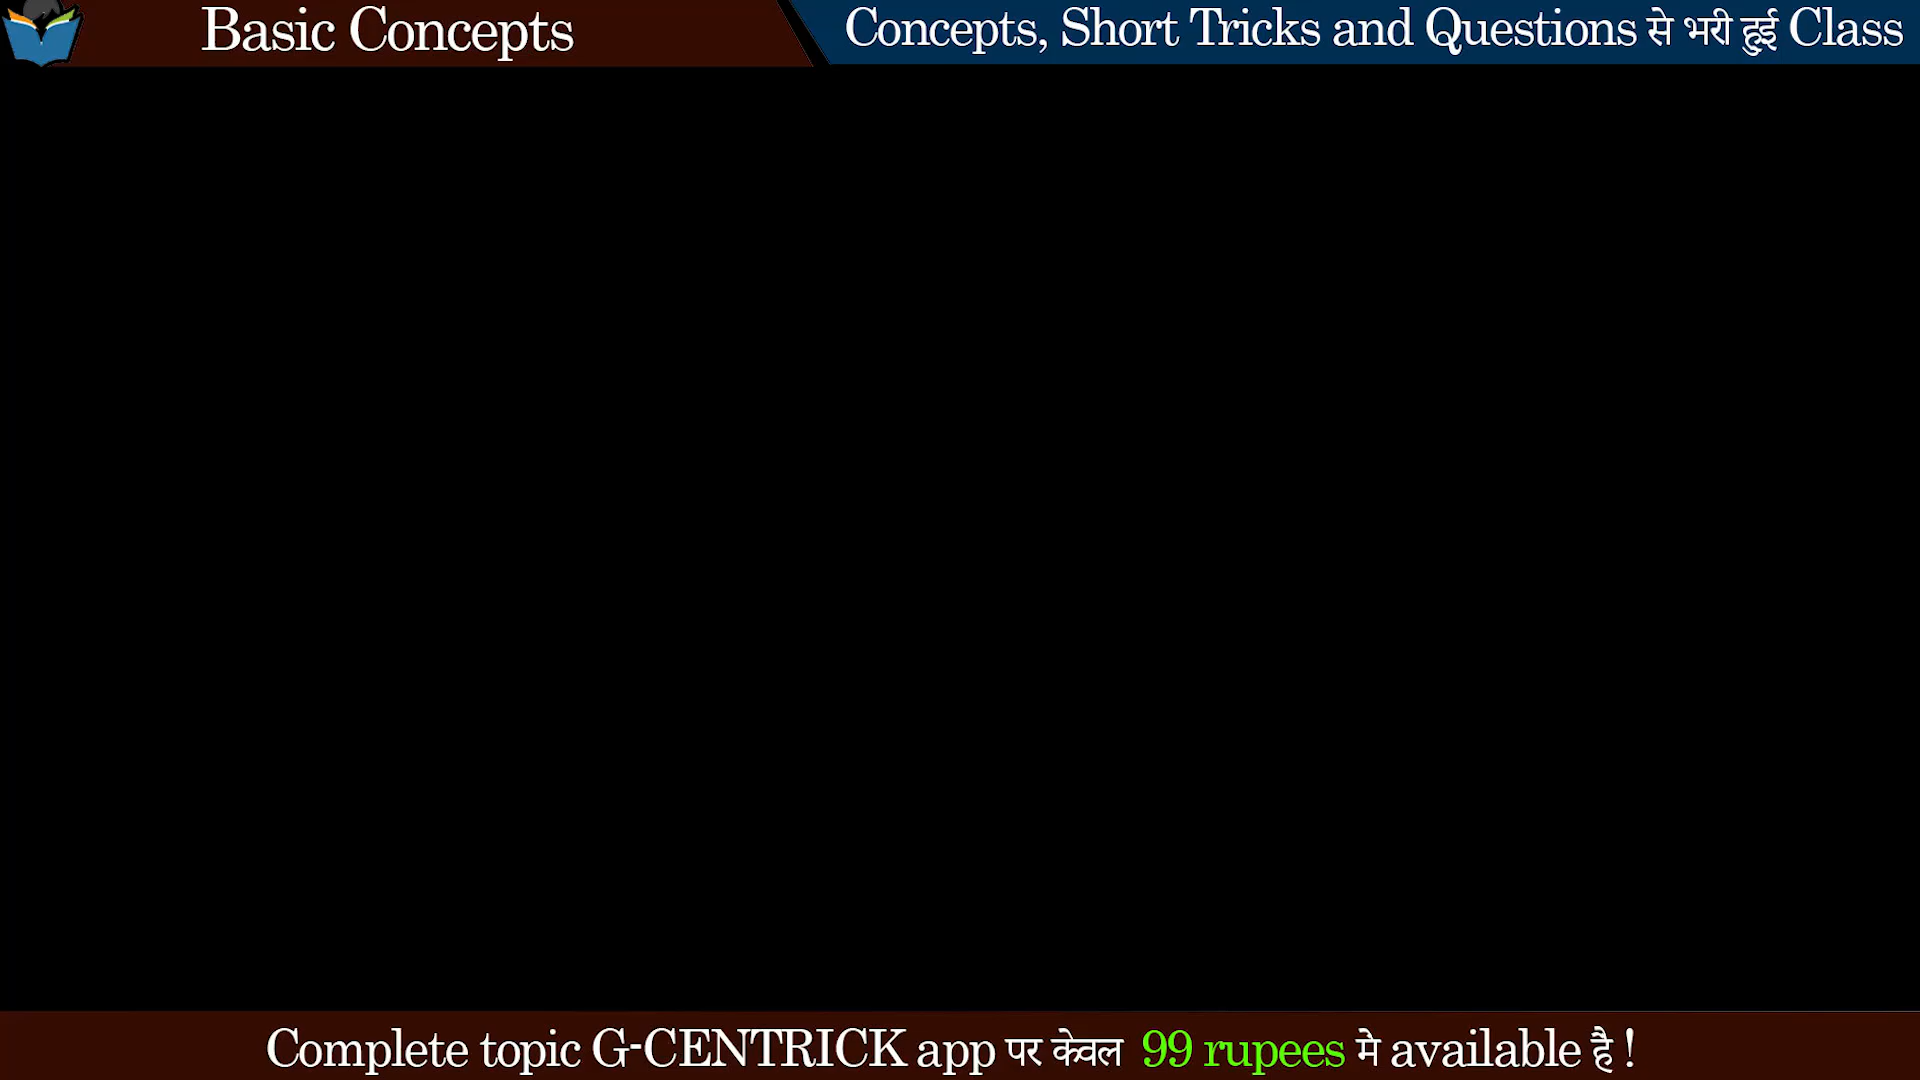 Basic Concepts
Concepts, Short Tricks and Questions से भरी हुई Class
Complete topic G-CENTRICK app पर केवल 99 rupees मे available है !